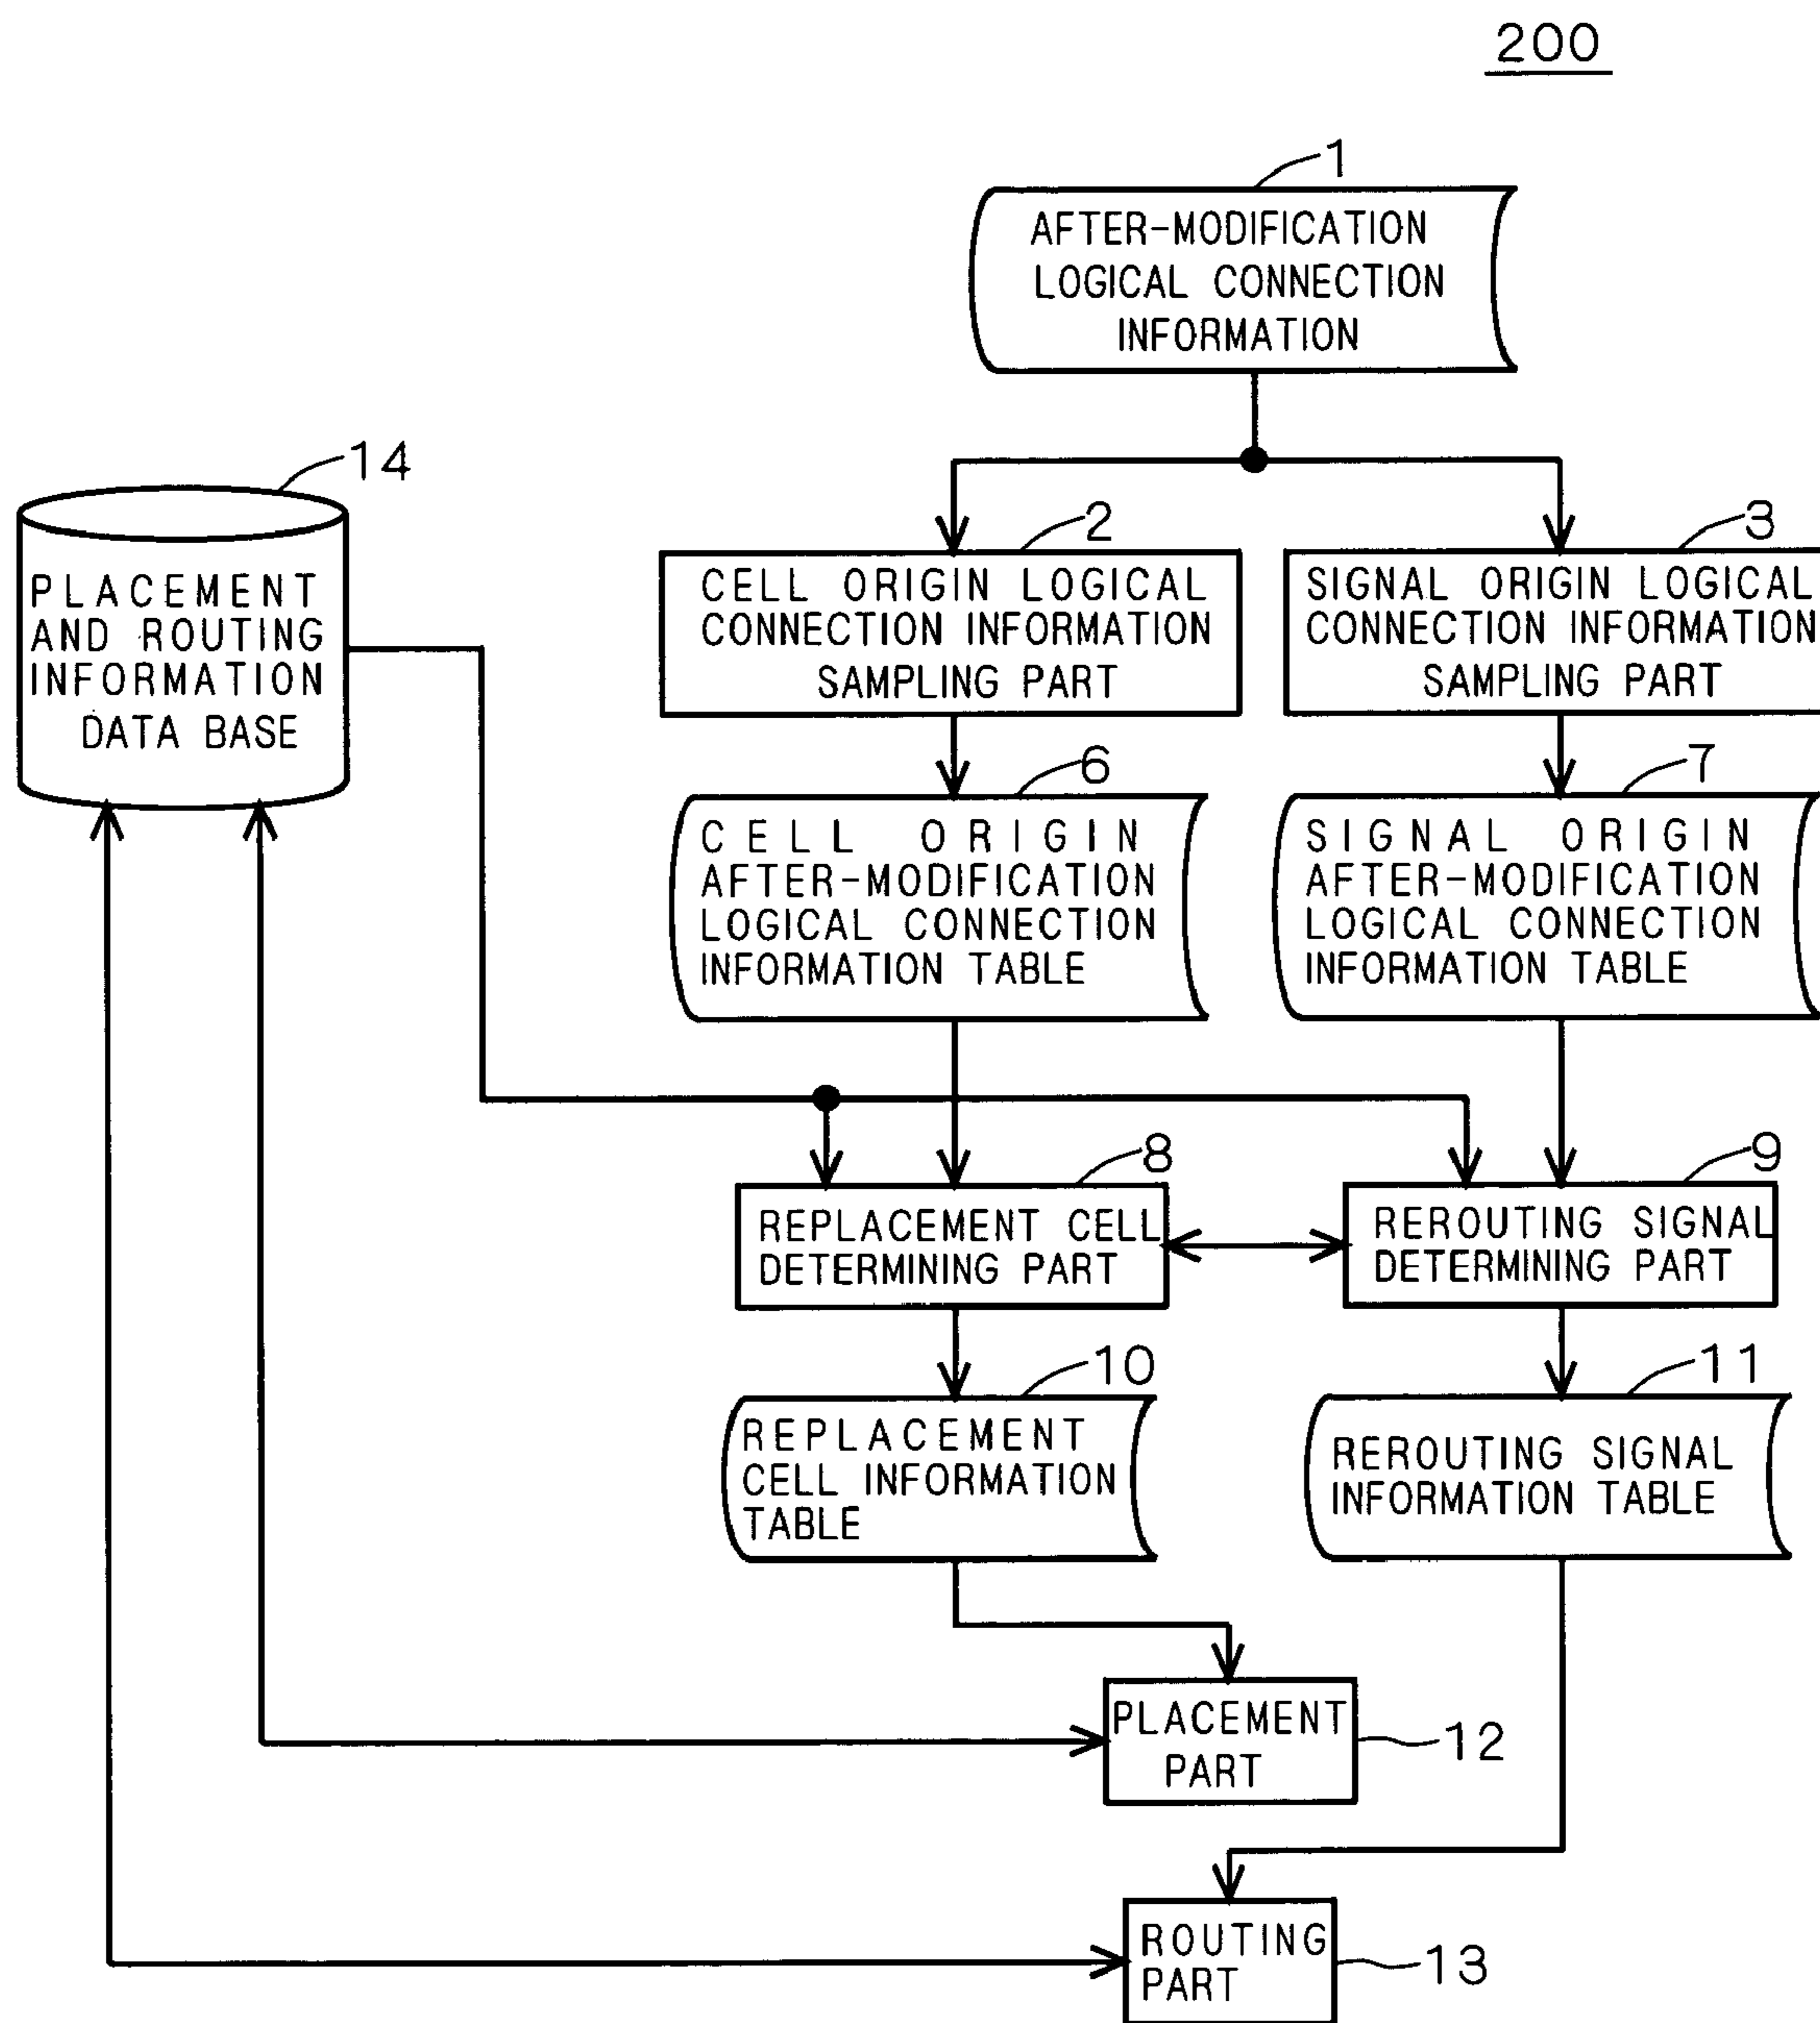 200
1
AFTER-MODIFICATION
LOGICAL CONNECTION
INFORMATION
14
PLACEMENT
AND ROUTING
INFORMATION
DATA BASE
2
CELL ORIGIN LOGICAL
CONNECTION INFORMATION
SAMPLING PART
3
SIGNAL ORIGIN LOGICAL
CONNECTION INFORMATION
SAMPLING PART
6
CELL ORIGIN
AFTER-MODIFICATION
LOGICAL CONNECTION
INFORMATION TABLE
7
SIGNAL ORIGIN
AFTER-MODIFICATION
LOGICAL CONNECTION
INFORMATION TABLE
8
REPLACEMENT CELL
DETERMINING PART
9
REROUTING SIGNAL
DETERMINING PART
10
REPLACEMENT
CELL INFORMATION
TABLE
11
REROUTING SIGNAL
INFORMATION TABLE
PLACEMENT
PART
12
ROUTING
PART
13